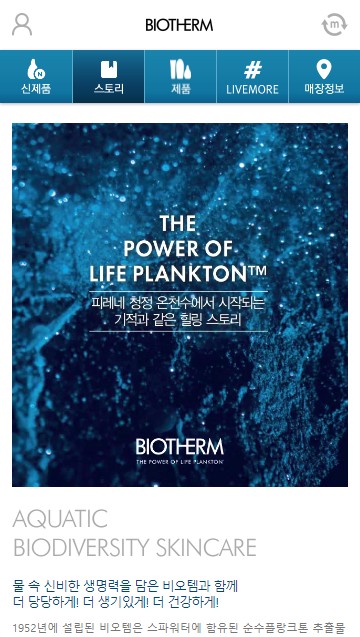 BIOTHERM
m
N
신제품
스토리
제품
#
LIVEMORE
매장정보
THE
POWER OF
LIFE PLANKTON™
피레네 청정 온천수에서 시작되는
기적과 같은 힐링 스토리
BIOTHERM
THE POWER OF LIFE PLANKTON™
AQUATIC
BIODIVERSITY SKINCARE
물 속 신비한 생명력을 담은 비오템과 함께
더 당당하게! 더 생기있게! 더 건강하게!
1952년에 설립된 비오템은 스파워터에 함유된 순수플랑크톤 추출물